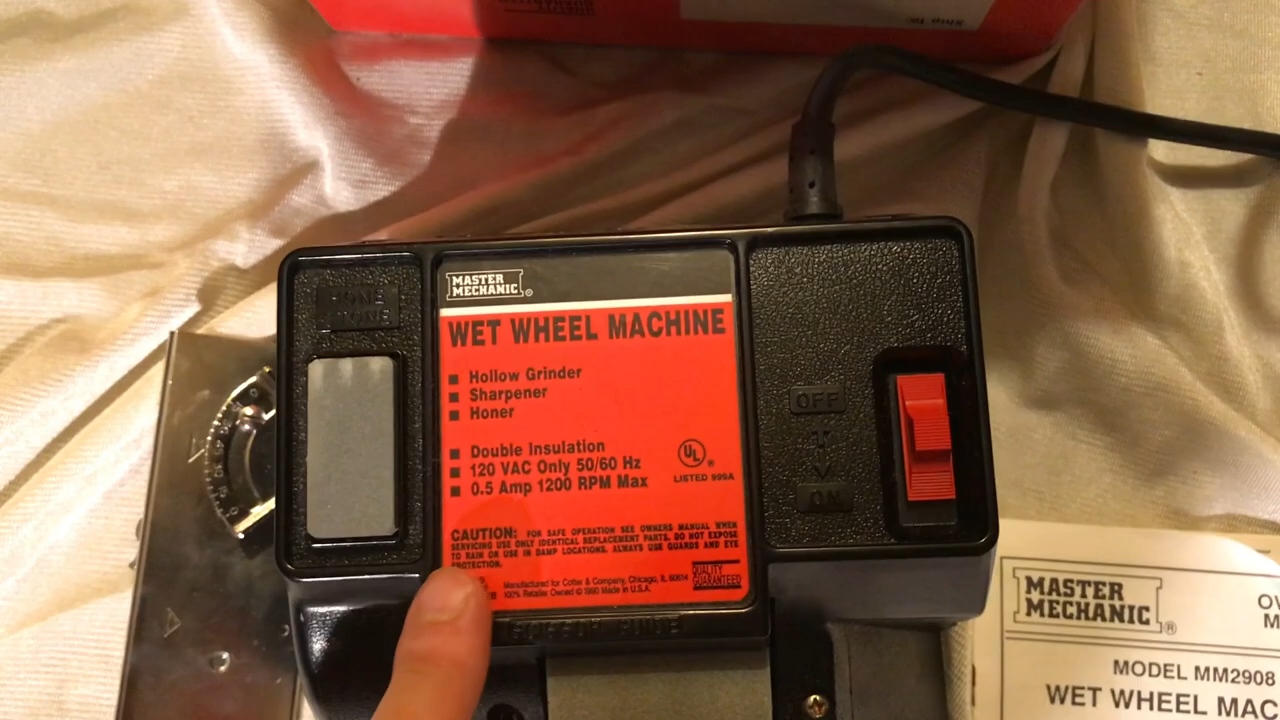 Ship To:
HONE
STONE
MASTER
MECHANIC®
WET WHEEL MACHINE
■ Hollow Grinder
■ Sharpener
■ Honer
■ Double Insulation
■ 120 VAC Only 50/60 Hz
■ 0.5 Amp 1200 RPM Max
UL®
LISTED 999A
CAUTION: FOR SAFE OPERATION SEE OWNERS MANUAL WHEN
SERVICING USE ONLY IDENTICAL REPLACEMENT PARTS. DO NOT EXPOSE
TO RAIN OR USE IN DAMP LOCATIONS. ALWAYS USE GUARDS AND EYE
PROTECTION.
Manufactured for Cotter & Company, Chicago, IL 60614
100% Retailer Owned © 1990 Made in U.S.A.
QUALITY
GUARANTEED
OFF
ON
MASTER
MECHANIC®
MODEL MM2908
WET WHEEL MAC